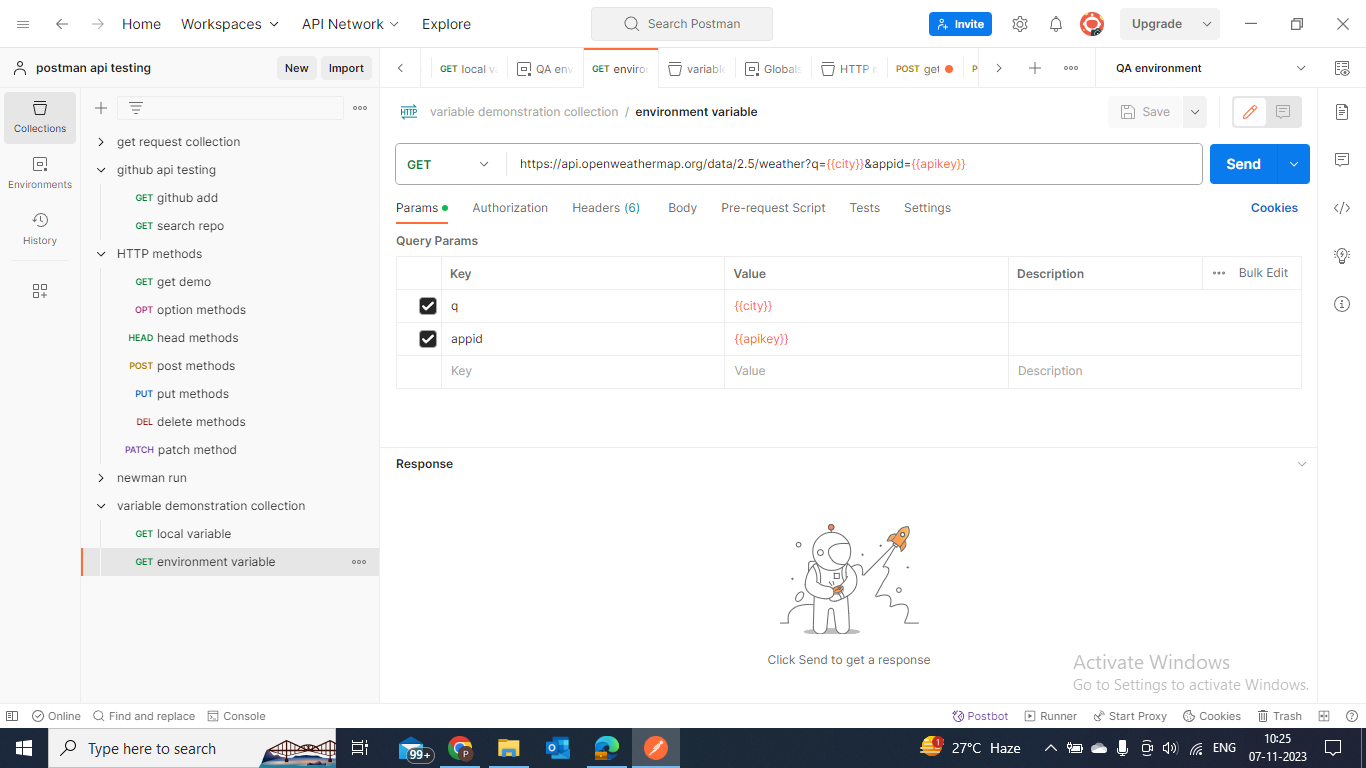 Home Workspaces API Network Explore Search Postman Invite Upgrade
postman api testing New Import
GET local v QA env GET enviro variable Globals HTTP m POST get P QA environment
Collections
Environments
History
get request collection
github api testing
GET github add
GET search repo
HTTP methods
GET get demo
OPT option methods
HEAD head methods
POST post methods
PUT put methods
DEL delete methods
PATCH patch method
newman run
variable demonstration collection
GET local variable
GET environment variable
HTTP variable demonstration collection / environment variable Save
GET https://api.openweathermap.org/data/2.5/weather?q={{city}}&appid={{apikey}} Send
Params Authorization Headers (6) Body Pre-request Script Tests Settings Cookies
Query Params
Key Value Description Bulk Edit
q {{city}}
appid {{apikey}}
Key Value Description
Response
Click Send to get a response
Activate Windows
Go to Settings to activate Windows.
Online Find and replace Console Postbot Runner Start Proxy Cookies Trash
Type here to search 99+ P 1 27°C Haze ENG 10:25
07-11-2023